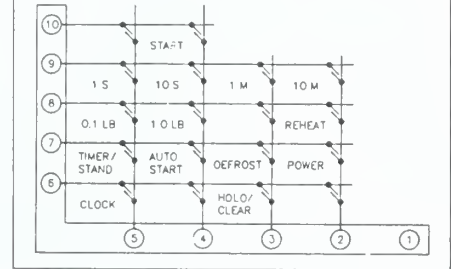 10
START
9
1 S 10 S 1 M 10 M
8
0.1 LB 1.0 LB REHEAT
7
TIMER/ STAND AUTO START DEFROST POWER
6
CLOCK HOLD/ CLEAR
5 4 3 2 1